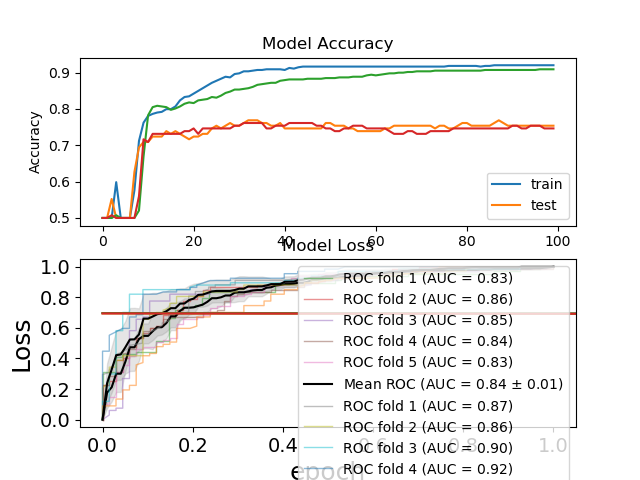 Model Accuracy
Accuracy
0.9
0.8
0.7
0.6
0.5
train
test
0 20 40 60 80 100
Model Loss
Loss
1.0
0.8
0.6
0.4
0.2
0.0
ROC fold 1 (AUC = 0.83)
ROC fold 2 (AUC = 0.86)
ROC fold 3 (AUC = 0.85)
ROC fold 4 (AUC = 0.84)
ROC fold 5 (AUC = 0.83)
Mean ROC (AUC = 0.84 ± 0.01)
ROC fold 1 (AUC = 0.87)
ROC fold 2 (AUC = 0.86)
ROC fold 3 (AUC = 0.90)
ROC fold 4 (AUC = 0.92)
0.0 0.2 0.4 0.6 0.8 1.0
epoch